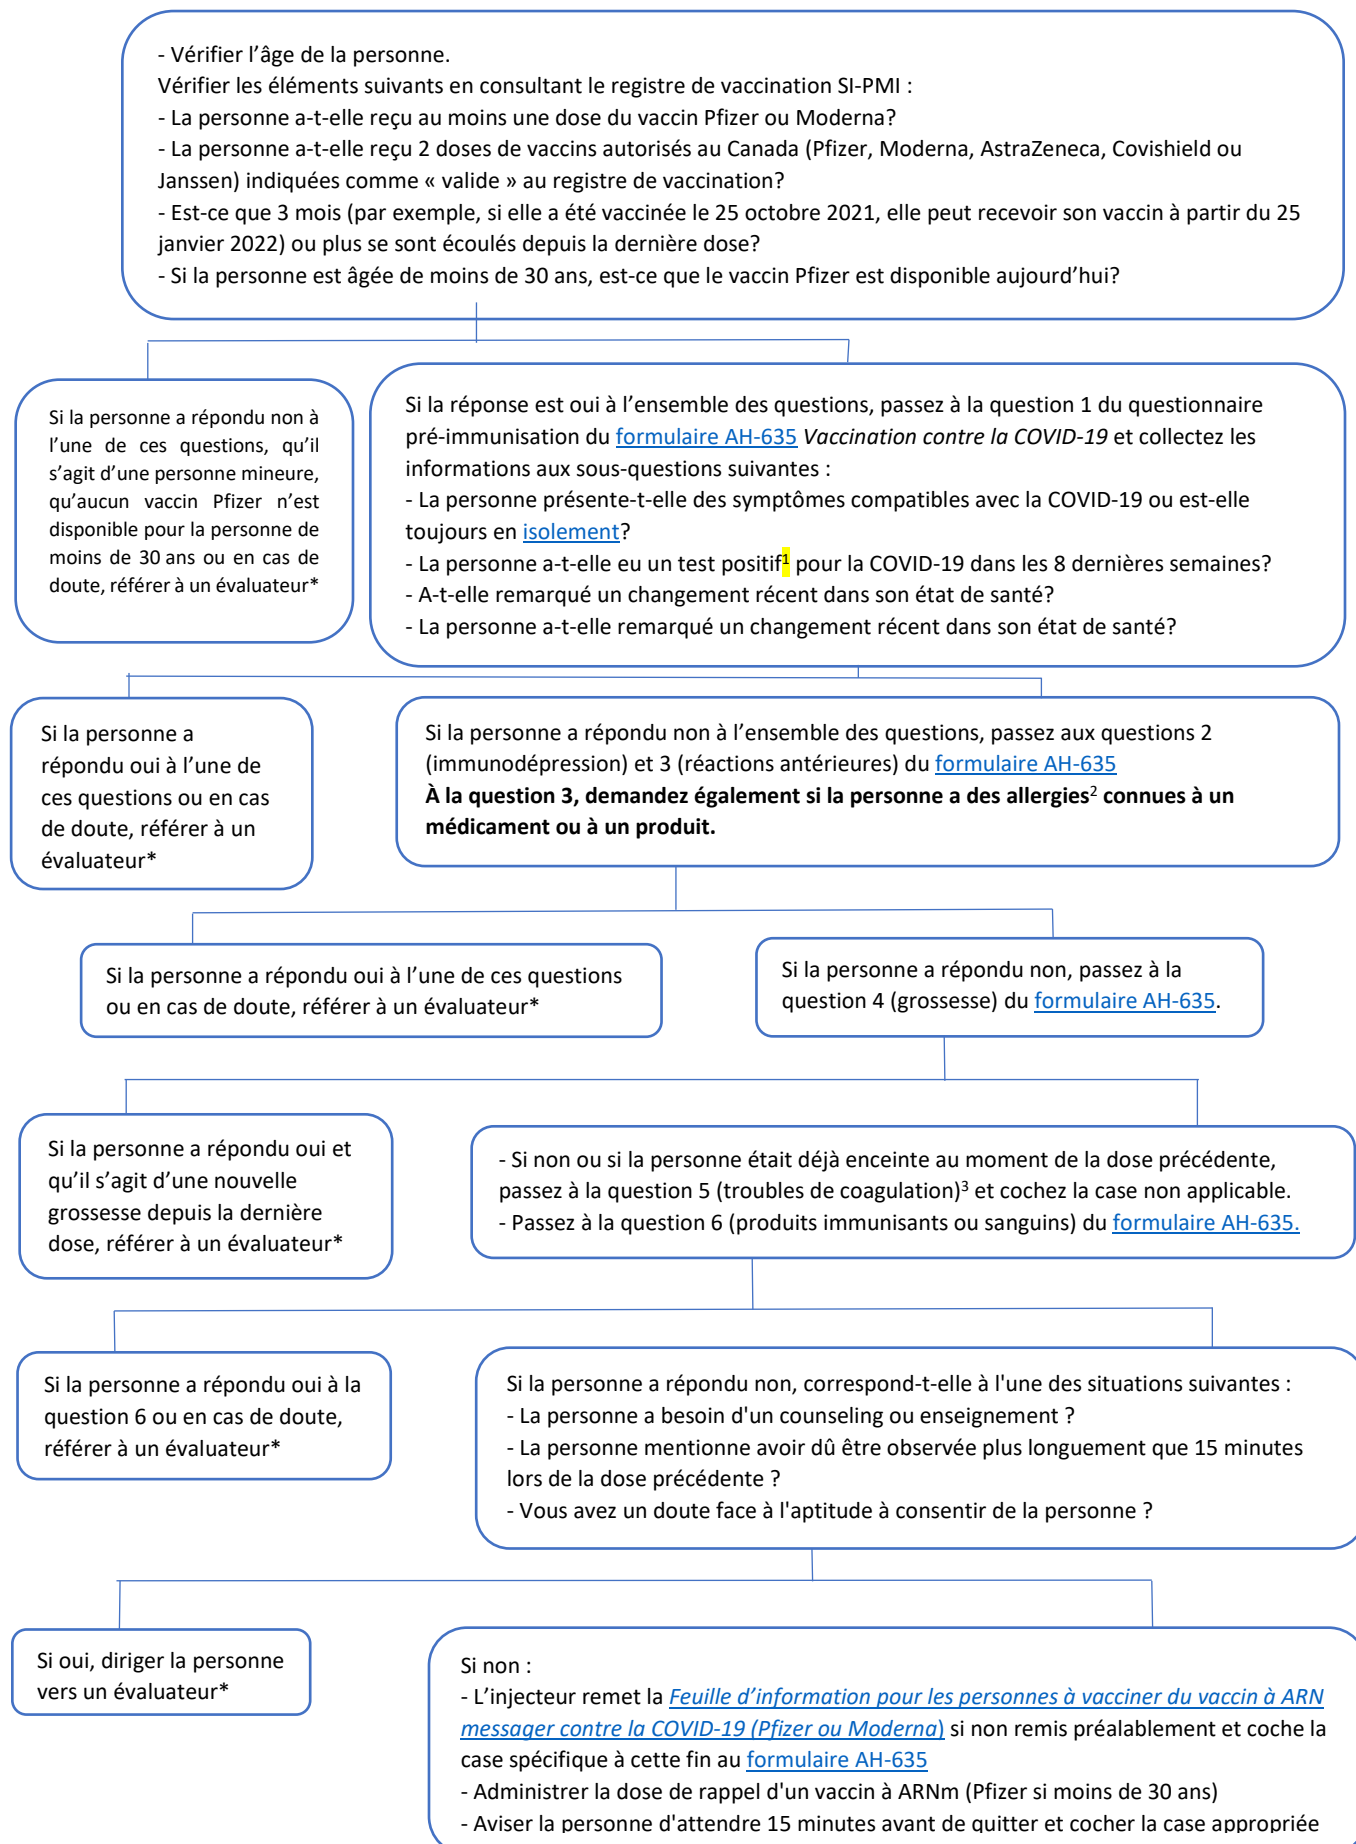 - Vérifier l’âge de la personne.
Vérifier les éléments suivants en consultant le registre de vaccination SI-PMI :
- La personne a-t-elle reçu au moins une dose du vaccin Pfizer ou Moderna?
- La personne a-t-elle reçu 2 doses de vaccins autorisés au Canada (Pfizer, Moderna, AstraZeneca, Covishield ou
Janssen) indiquées comme « valide » au registre de vaccination?
- Est-ce que 3 mois (par exemple, si elle a été vaccinée le 25 octobre 2021, elle peut recevoir son vaccin à partir du 25
janvier 2022) ou plus se sont écoulés depuis la dernière dose?
- Si la personne est âgée de moins de 30 ans, est-ce que le vaccin Pfizer est disponible aujourd’hui?
Si la personne a répondu non à
l’une de ces questions, qu’il
s’agit d’une personne mineure,
qu’aucun vaccin Pfizer n’est
disponible pour la personne de
moins de 30 ans ou en cas de
doute, référer à un évaluateur*
Si la réponse est oui à l’ensemble des questions, passez à la question 1 du questionnaire
pré-immunisation du formulaire AH-635 Vaccination contre la COVID-19 et collectez les
informations aux sous-questions suivantes :
- La personne présente-t-elle des symptômes compatibles avec la COVID-19 ou est-elle
toujours en isolement?
- La personne a-t-elle eu un test positif¹ pour la COVID-19 dans les 8 dernières semaines?
- A-t-elle remarqué un changement récent dans son état de santé?
- La personne a-t-elle remarqué un changement récent dans son état de santé?
Si la personne a
répondu oui à l’une de
ces questions ou en cas
de doute, référer à un
évaluateur*
Si la personne a répondu non à l’ensemble des questions, passez aux questions 2
(immunodépression) et 3 (réactions antérieures) du formulaire AH-635
À la question 3, demandez également si la personne a des allergies² connues à un
médicament ou à un produit.
Si la personne a répondu oui à l’une de ces questions
ou en cas de doute, référer à un évaluateur*
Si la personne a répondu non, passez à la
question 4 (grossesse) du formulaire AH-635.
Si la personne a répondu oui et
qu’il s’agit d’une nouvelle
grossesse depuis la dernière
dose, référer à un évaluateur*
- Si non ou si la personne était déjà enceinte au moment de la dose précédente,
passez à la question 5 (troubles de coagulation)³ et cochez la case non applicable.
- Passez à la question 6 (produits immunisants ou sanguins) du formulaire AH-635.
Si la personne a répondu oui à la
question 6 ou en cas de doute,
référer à un évaluateur*
Si la personne a répondu non, correspond-t-elle à l'une des situations suivantes :
- La personne a besoin d'un counseling ou enseignement ?
- La personne mentionne avoir dû être observée plus longuement que 15 minutes
lors de la dose précédente ?
- Vous avez un doute face à l'aptitude à consentir de la personne ?
Si oui, diriger la personne
vers un évaluateur*
Si non :
- L’injecteur remet la Feuille d’information pour les personnes à vacciner du vaccin à ARN
messager contre la COVID-19 (Pfizer ou Moderna) si non remis préalablement et coche la
case spécifique à cette fin au formulaire AH-635
- Administrer la dose de rappel d'un vaccin à ARNm (Pfizer si moins de 30 ans)
- Aviser la personne d'attendre 15 minutes avant de quitter et cocher la case appropriée